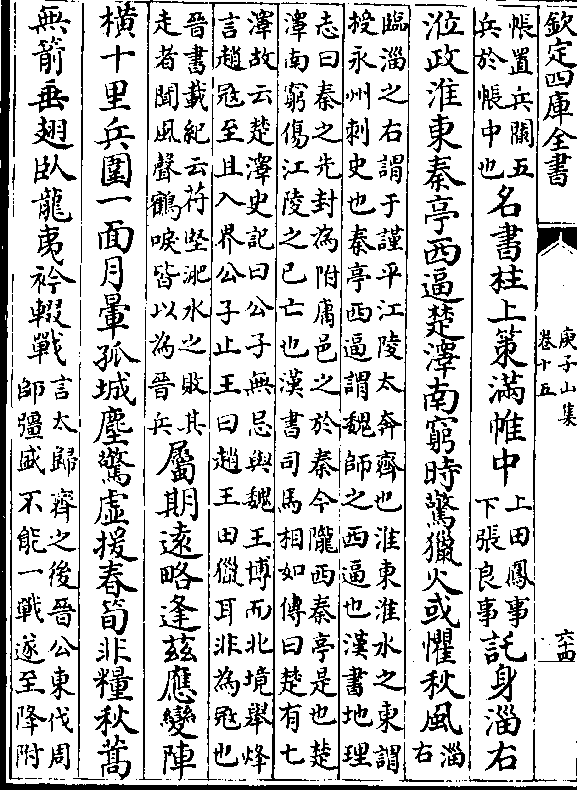 欽定四庫全書
庾子山集
卷十五
六十四
帳置兵闌五
兵於帳中也
名書柱上策滿帷中
上田鳳事
下張良事
託身淄右
涖政淮東秦亭西逼楚澤南窮時驚獵火或懼秋風
淄右
臨淄之右謂于謹平江陵太奔齊也淮東淮水之東謂
授永州刺史也秦亭西逼謂魏師之西逼也漢書地理
志曰秦之先封為附庸邑之於秦今隴西秦亭是也楚
澤南窮傷江陵之已亡也漢書司馬相如傳曰楚有七
澤故云楚澤史記曰公子無忌與魏王博而北境舉烽
言趙寇至且入界公子止王曰趙王田獵耳非為寇也
晉書載紀云苻堅淝水之敗其
走者聞風聲鶴唳皆以為晉兵
屬期遠略逢茲應變陣
橫十里兵圍一面月暈孤城塵驚虛援春筍非糧秋蒿
無箭垂翅臥龍夷衿輟戰
言太歸齊之後晉公東伐周
師彊盛不能一戰遂至降附